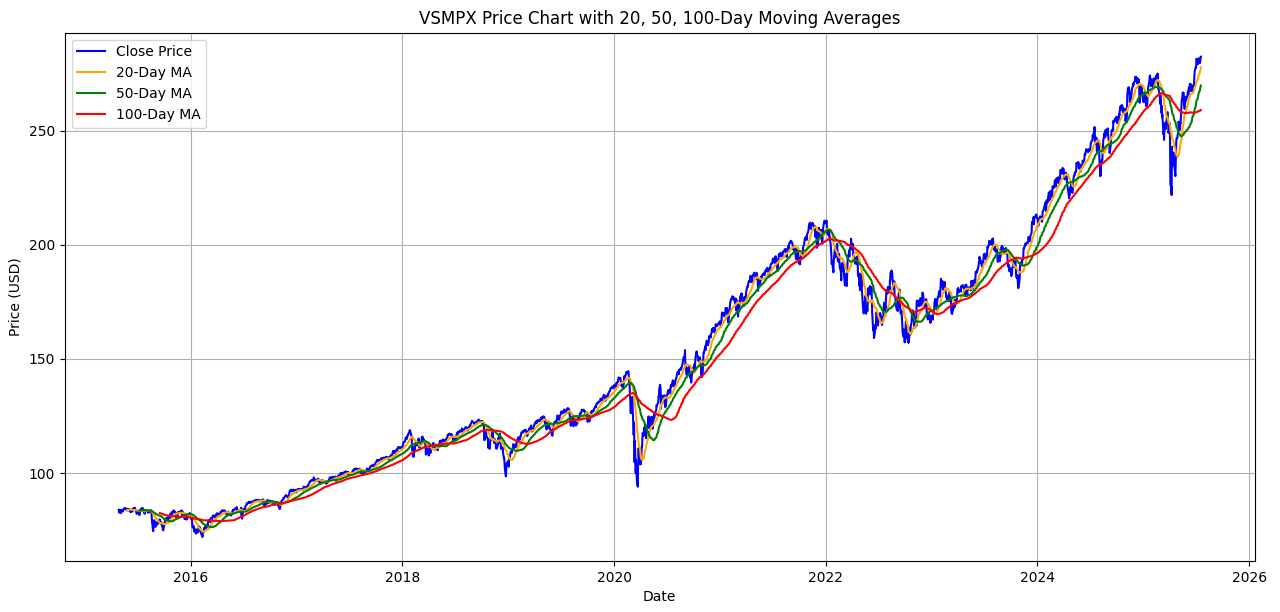 VSMPX Price Chart with 20, 50, 100-Day Moving Averages
Close Price
20-Day MA
50-Day MA
100-Day MA
Price (USD)
250
200
150
100
2016 2018 2020 2022 2024 2026
Date